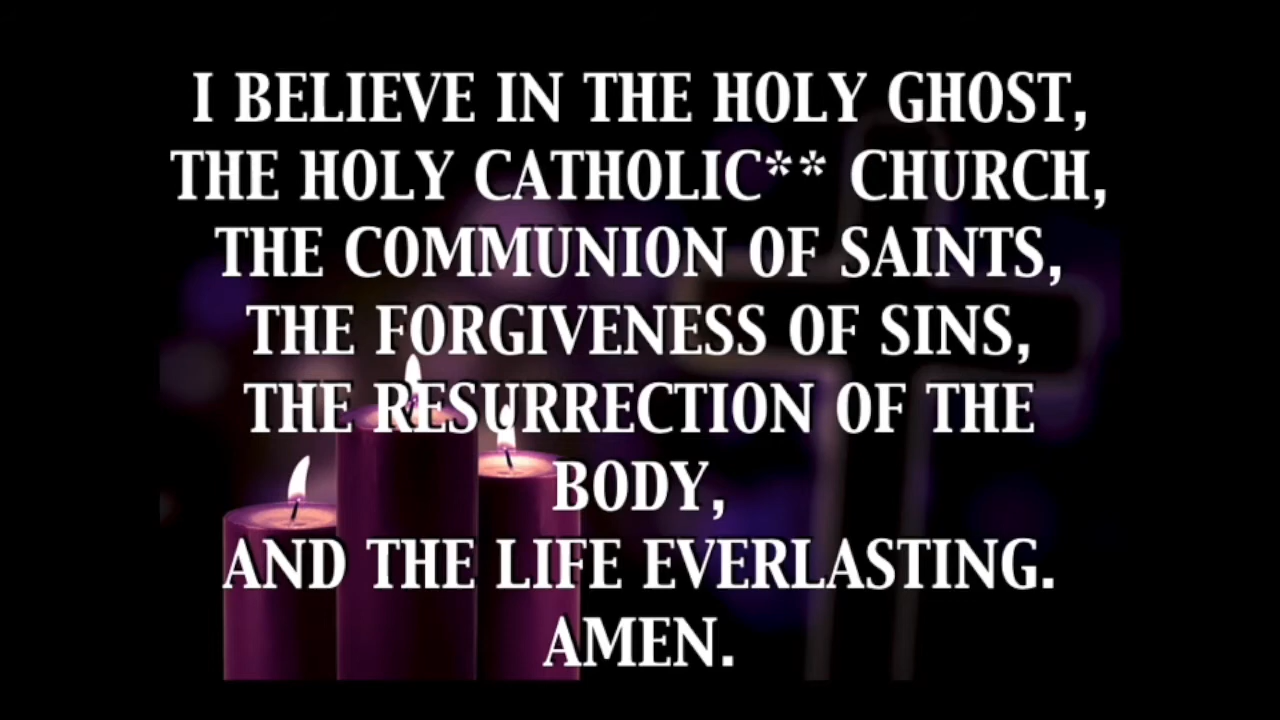 I BELIEVE IN THE HOLY GHOST,
THE HOLY CATHOLIC** CHURCH,
THE COMMUNION OF SAINTS,
THE FORGIVENESS OF SINS,
THE RESURRECTION OF THE
BODY,
AND THE LIFE EVERLASTING.
AMEN.